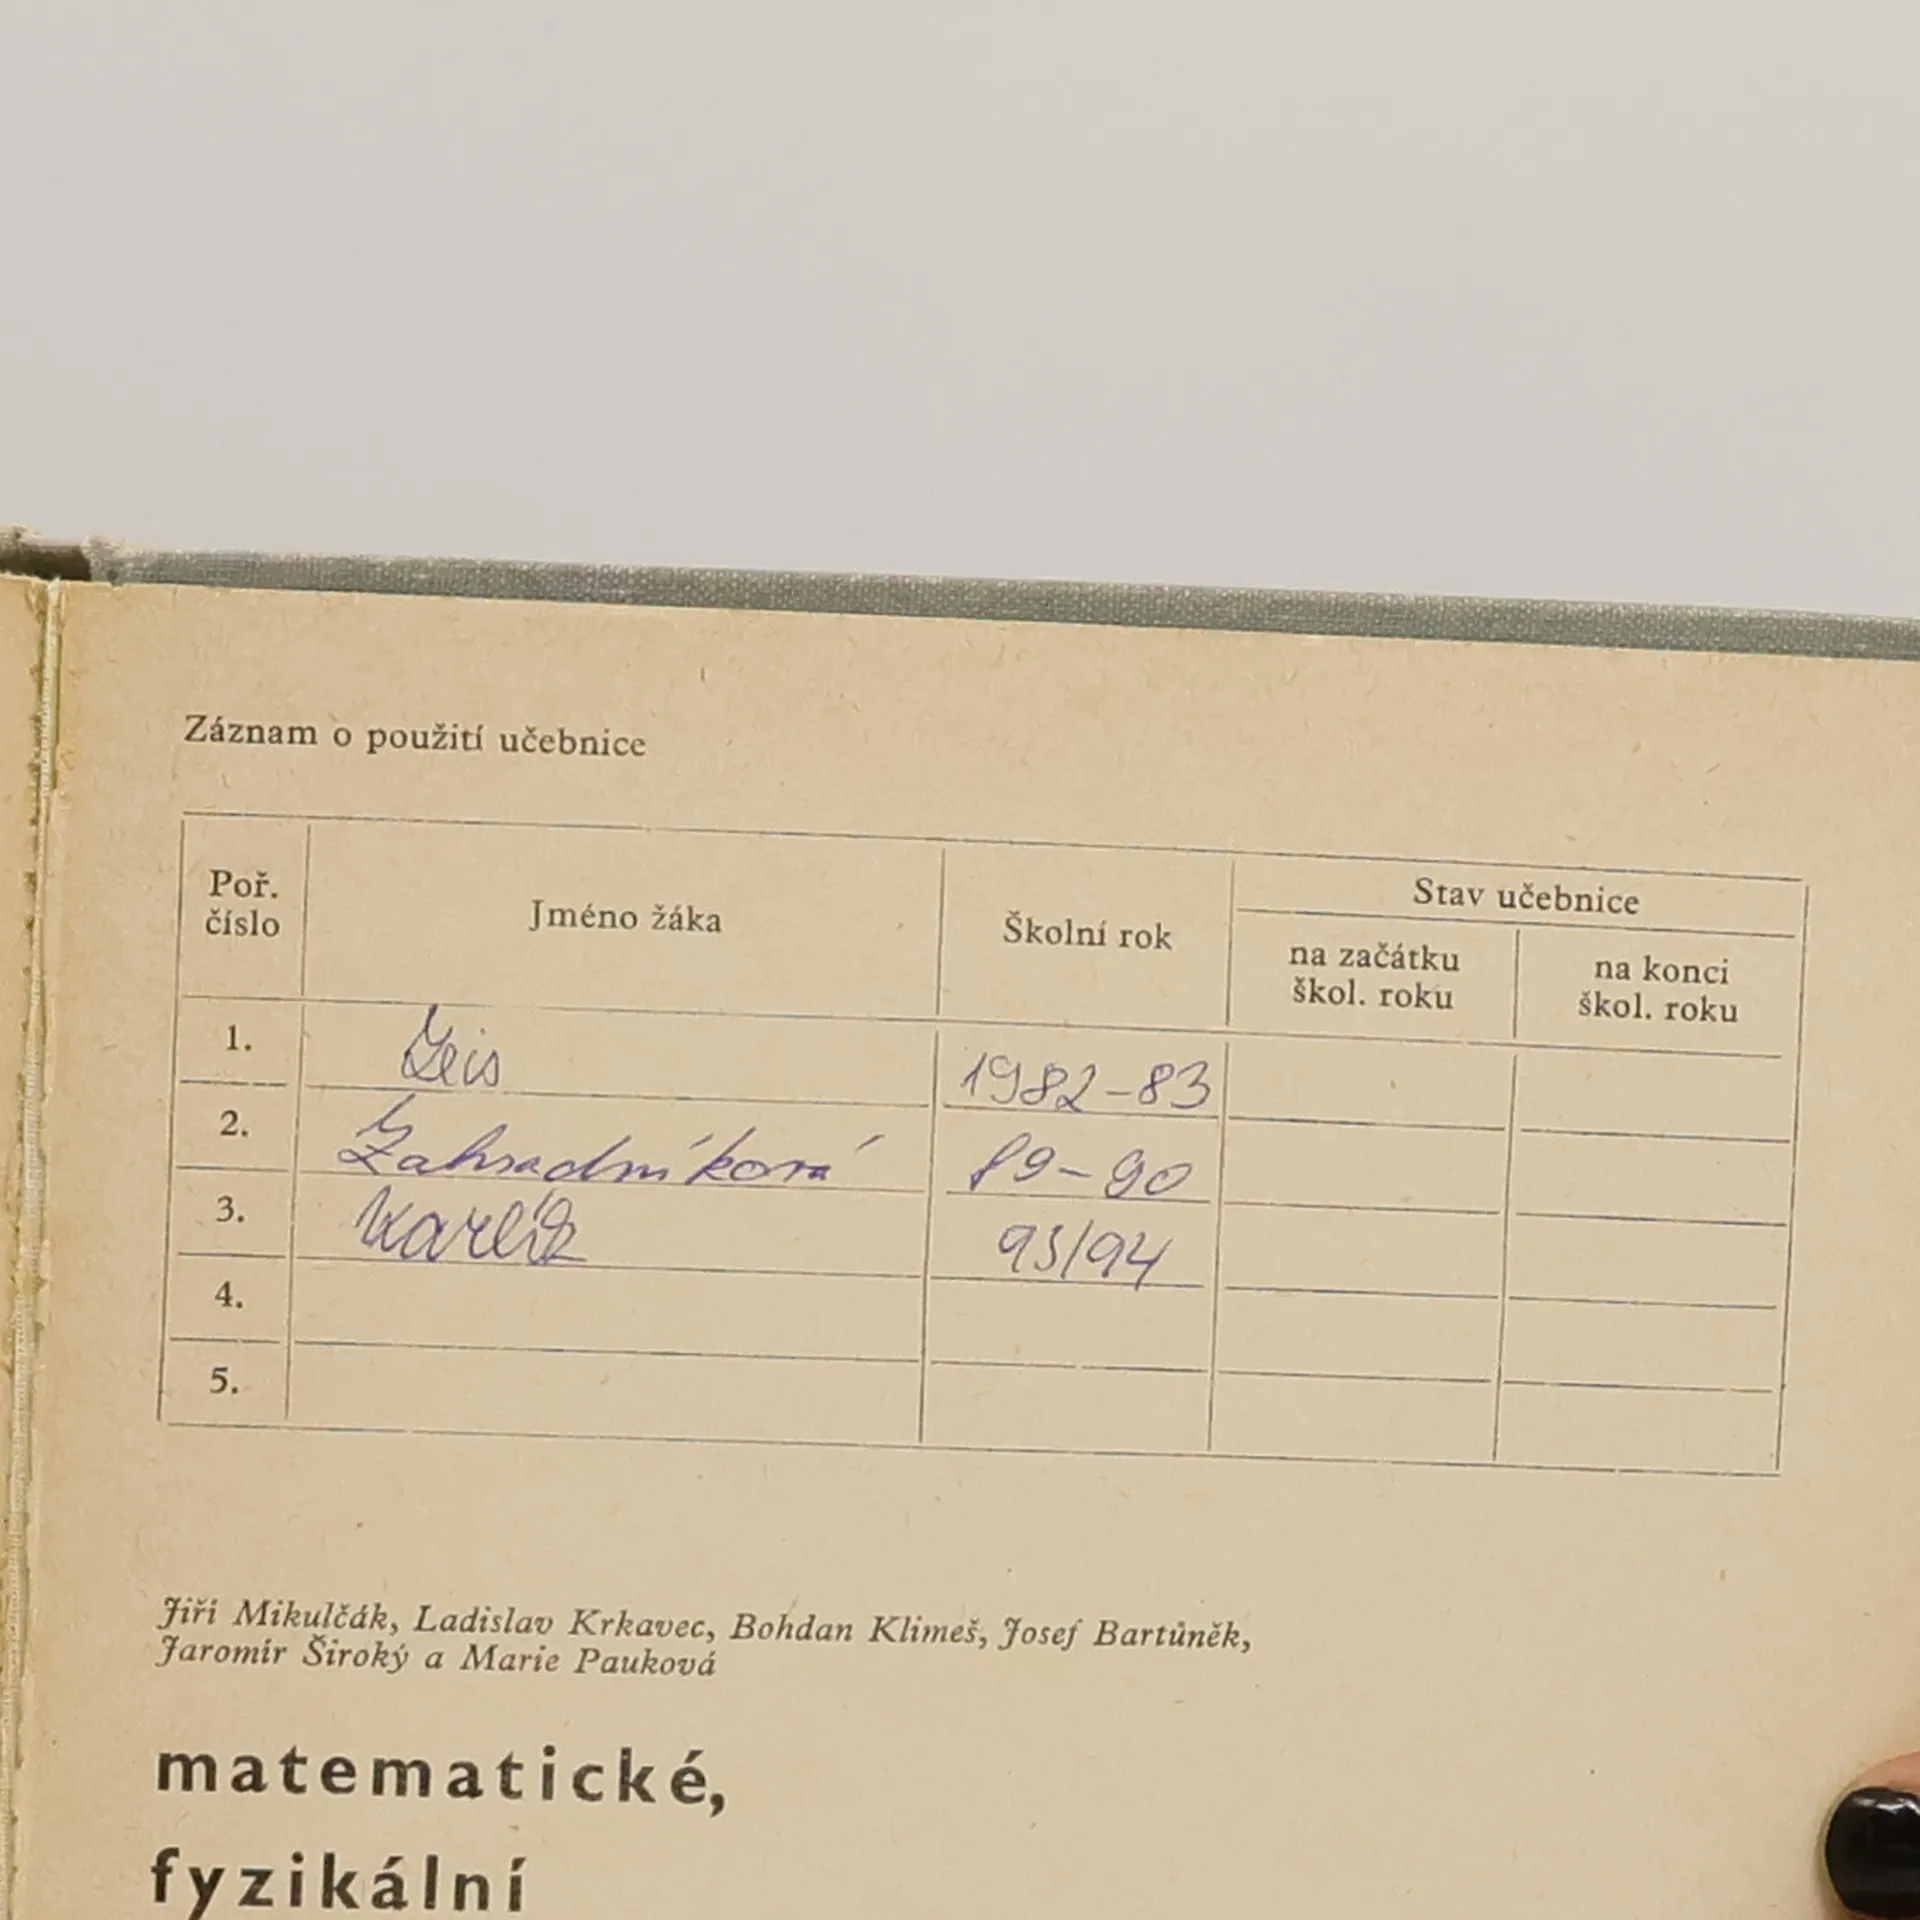 Záznam o použití učebnice
Poř. číslo Jméno žáka Školní rok Stav učebnice
na začátku škol. roku na konci škol. roku
1. 1982-83
2. Zahradníková 89-90
3. Karlík 93/94
4.
5.
Jiří Mikulčák, Ladislav Krkavec, Bohdan Klimeš, Josef Bartůněk,
Jaromír Široký a Marie Pauková
matematické,
fyzikální